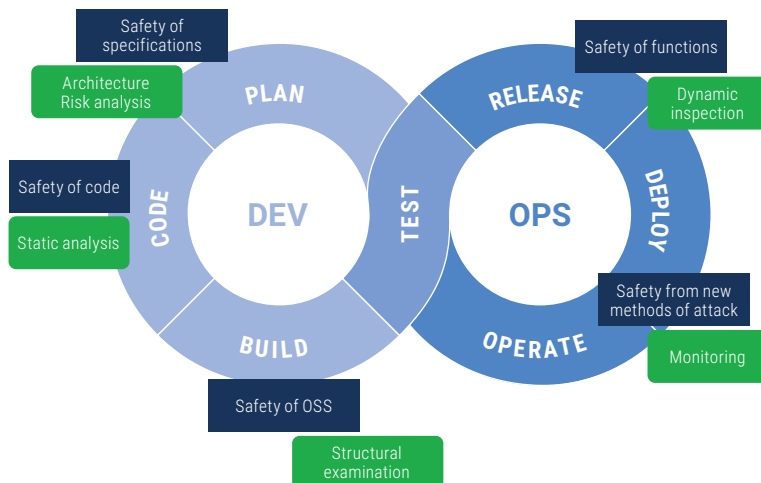 Safety of
specifications
Architecture
Risk analysis
PLAN
Safety of code
Static analysis
CODE
DEV
BUILD
Safety of OSS
Structural
examination
TEST
Safety of functions
Dynamic
inspection
RELEASE
DEPLOY
OPS
Safety from new
methods of attack
Monitoring
OPERATE